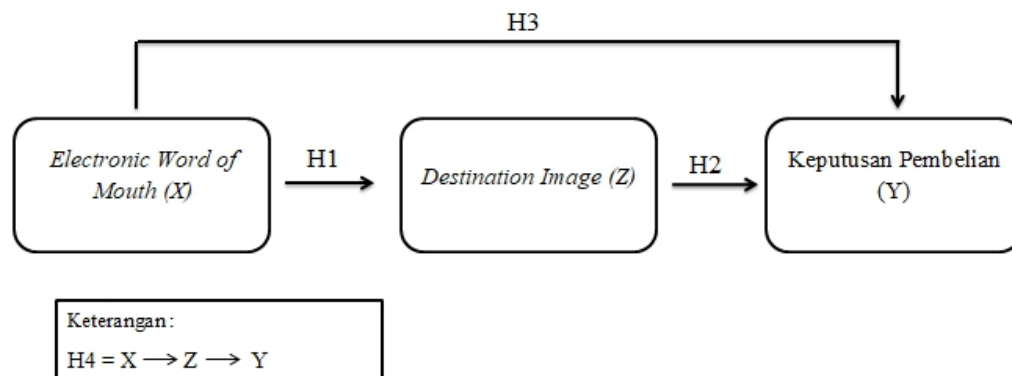 H3
Electronic Word of
Mouth (X)
H1
Destination Image (Z)
H2
Keputusan Pembelian
(Y)
Keterangan :
H4 = X → Z → Y